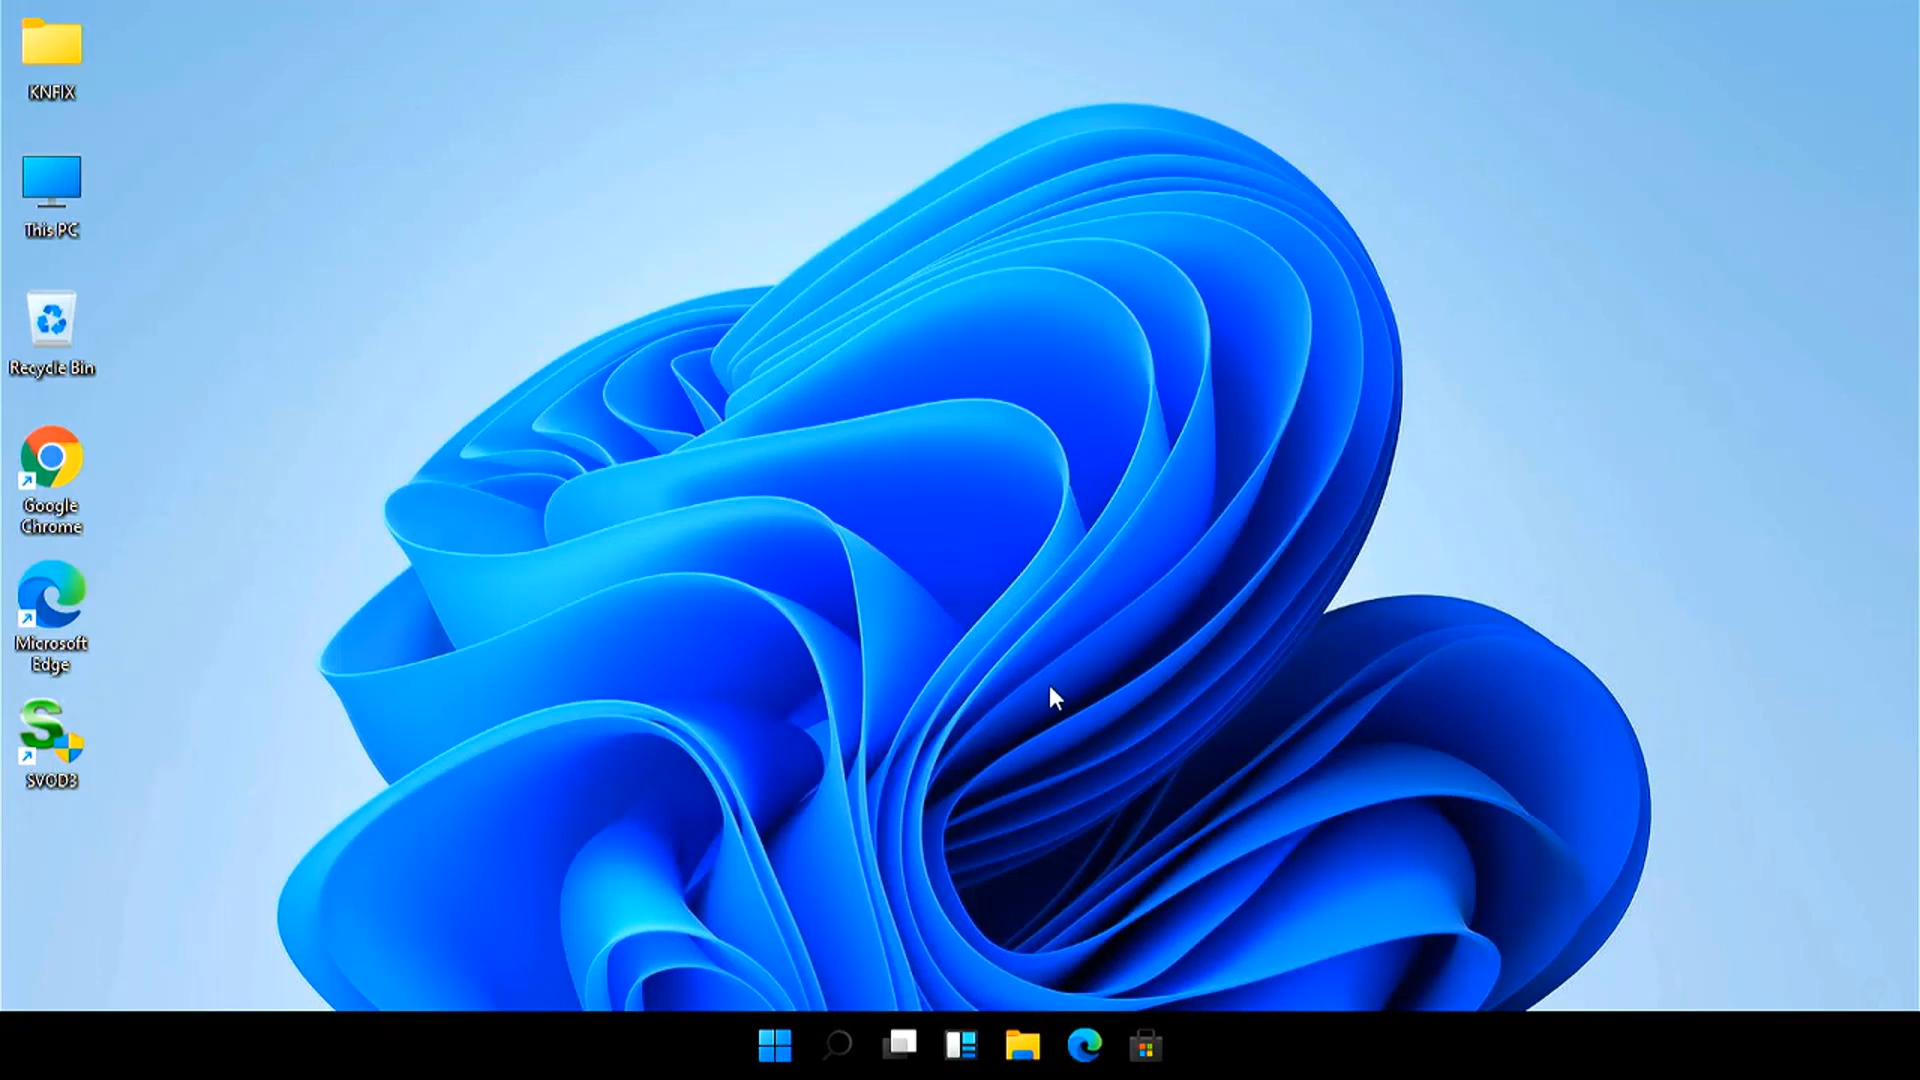 KNFIX
This PC
Recycle Bin
Google
Chrome
Microsoft
Edge
SVOD3